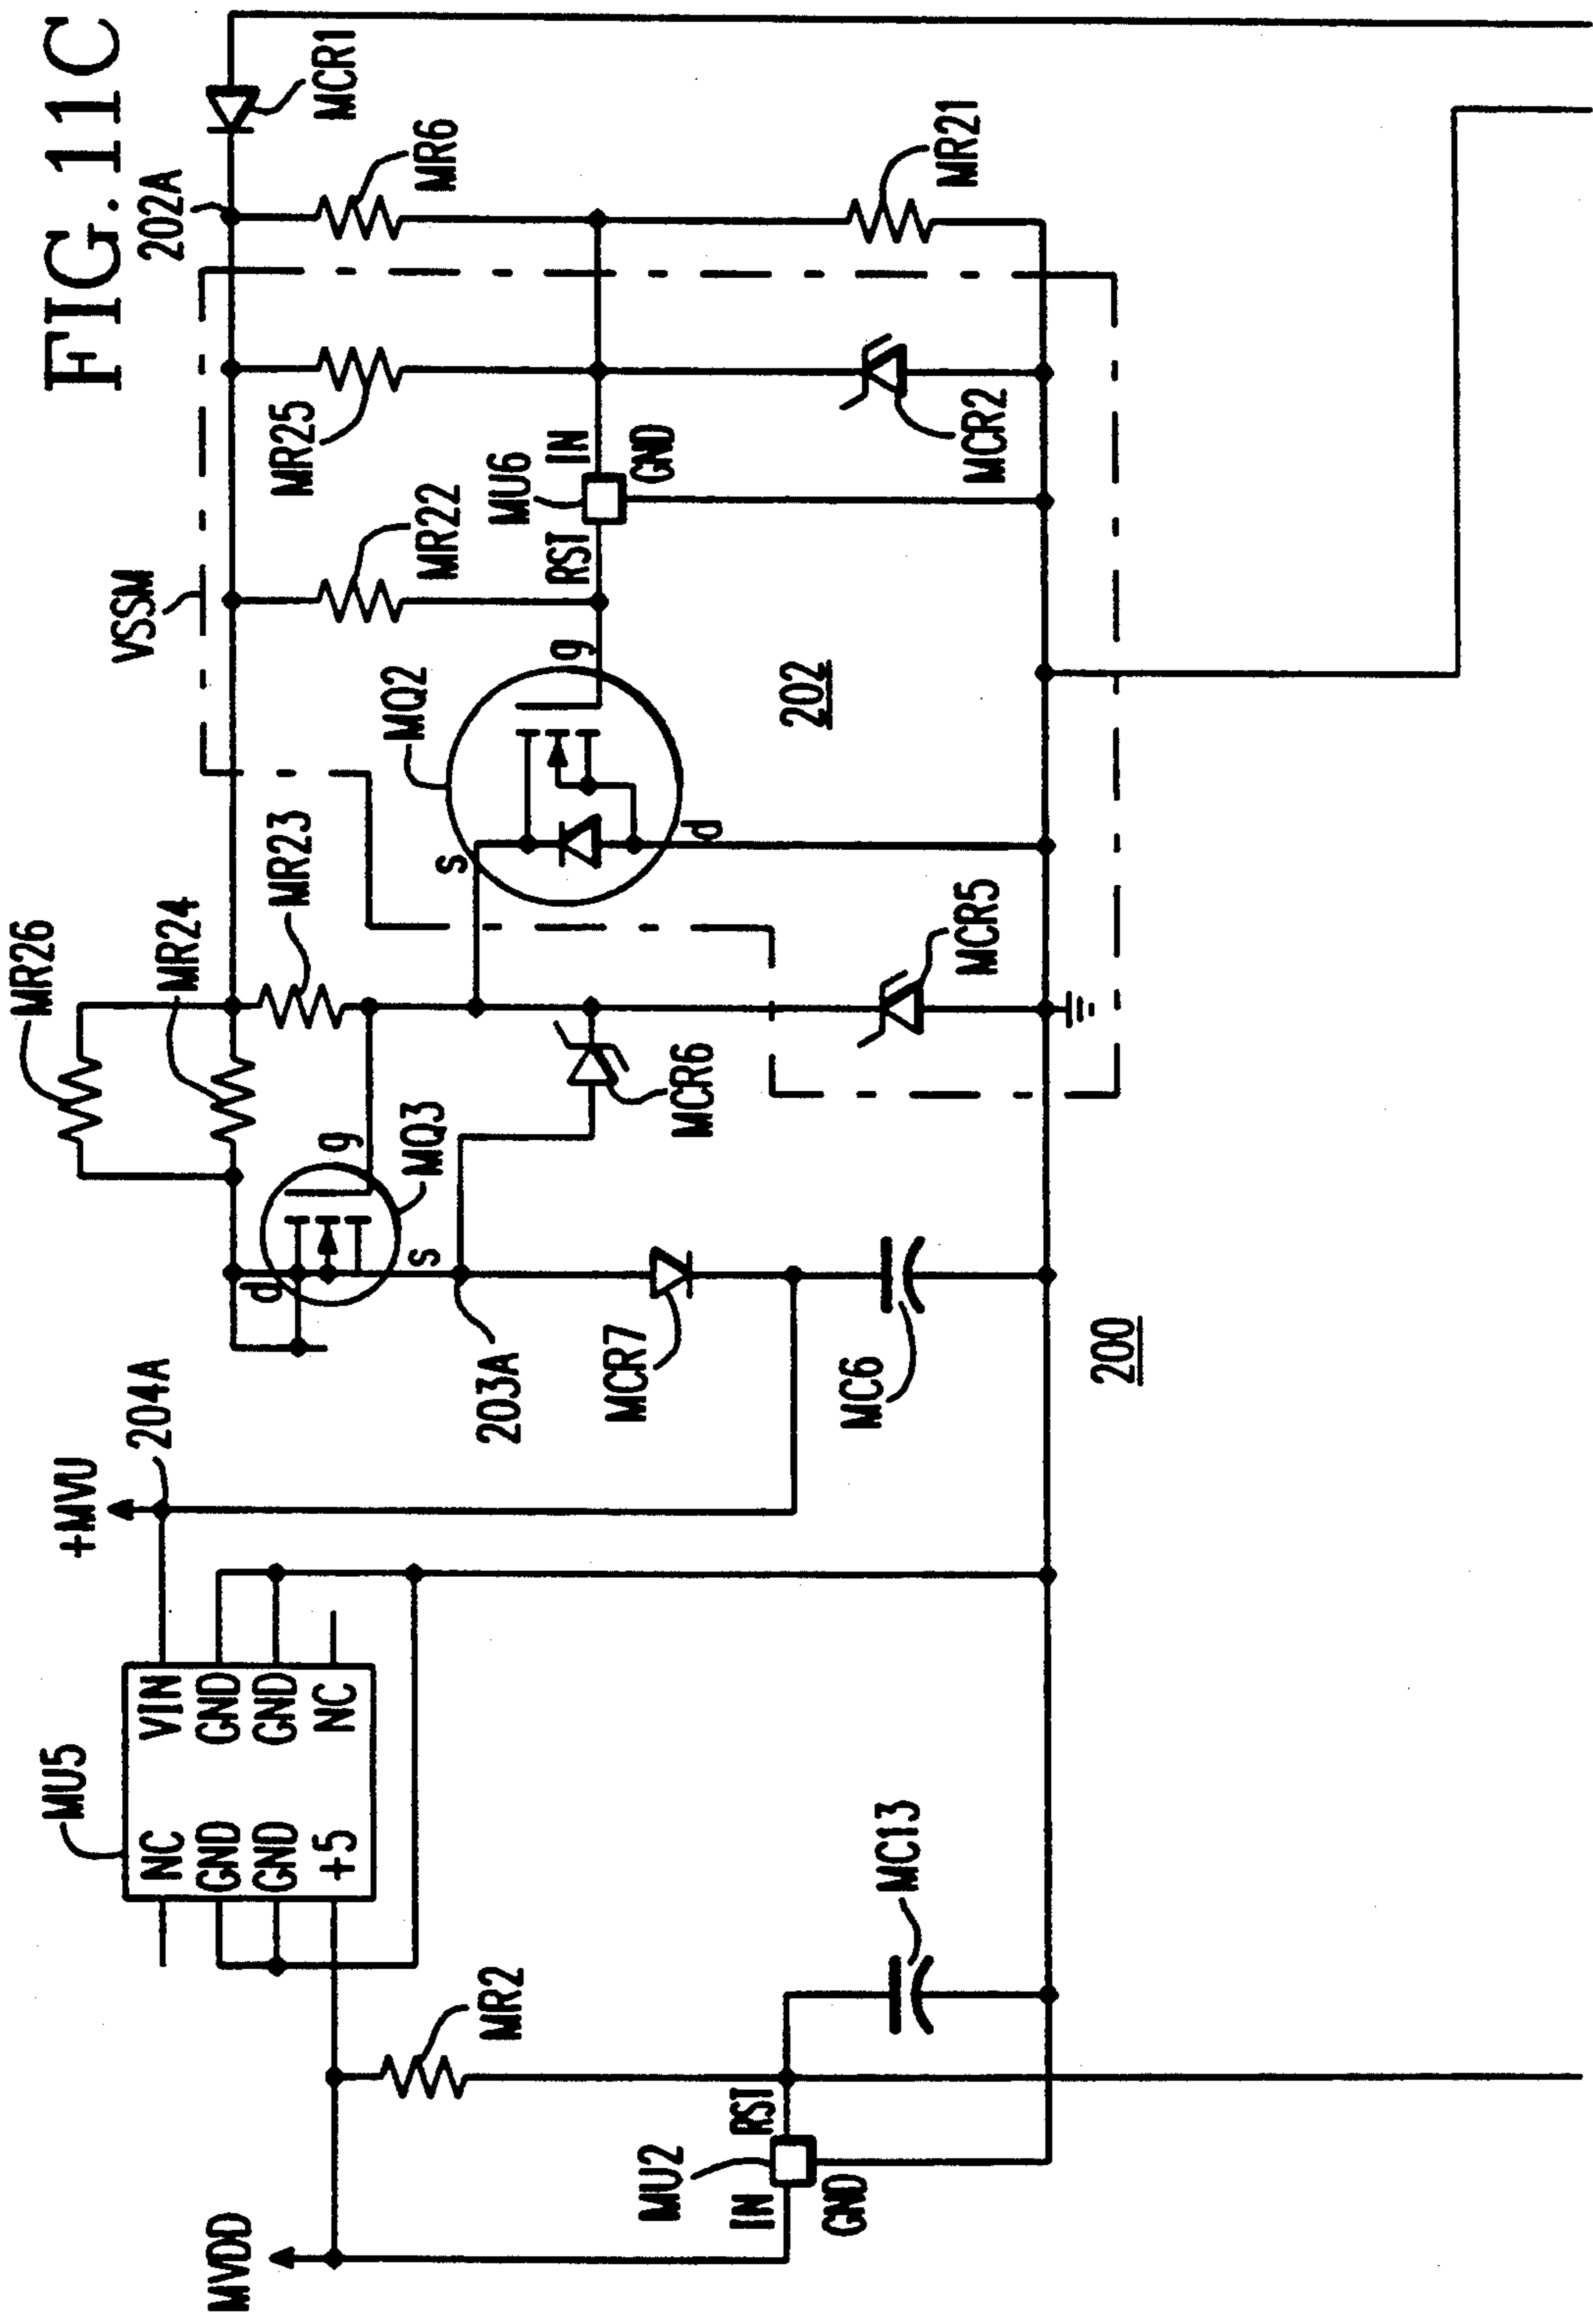 FIG. 11C
MVDD
MU2
IN
RST
GND
MR2
MC13
MU5
NC
GND
GND
+5
VIN
GND
GND
NC
+MVU
204A
203A
MCR7
MC6
200
MQ3
d
g
s
MR26
MR24
MR23
MCR6
MCR5
MQ2
s
g
d
202
VSSM
MR22
MU6
RST
IN
GND
MR25
MCR2
202A
MR6
MR21
MCR1